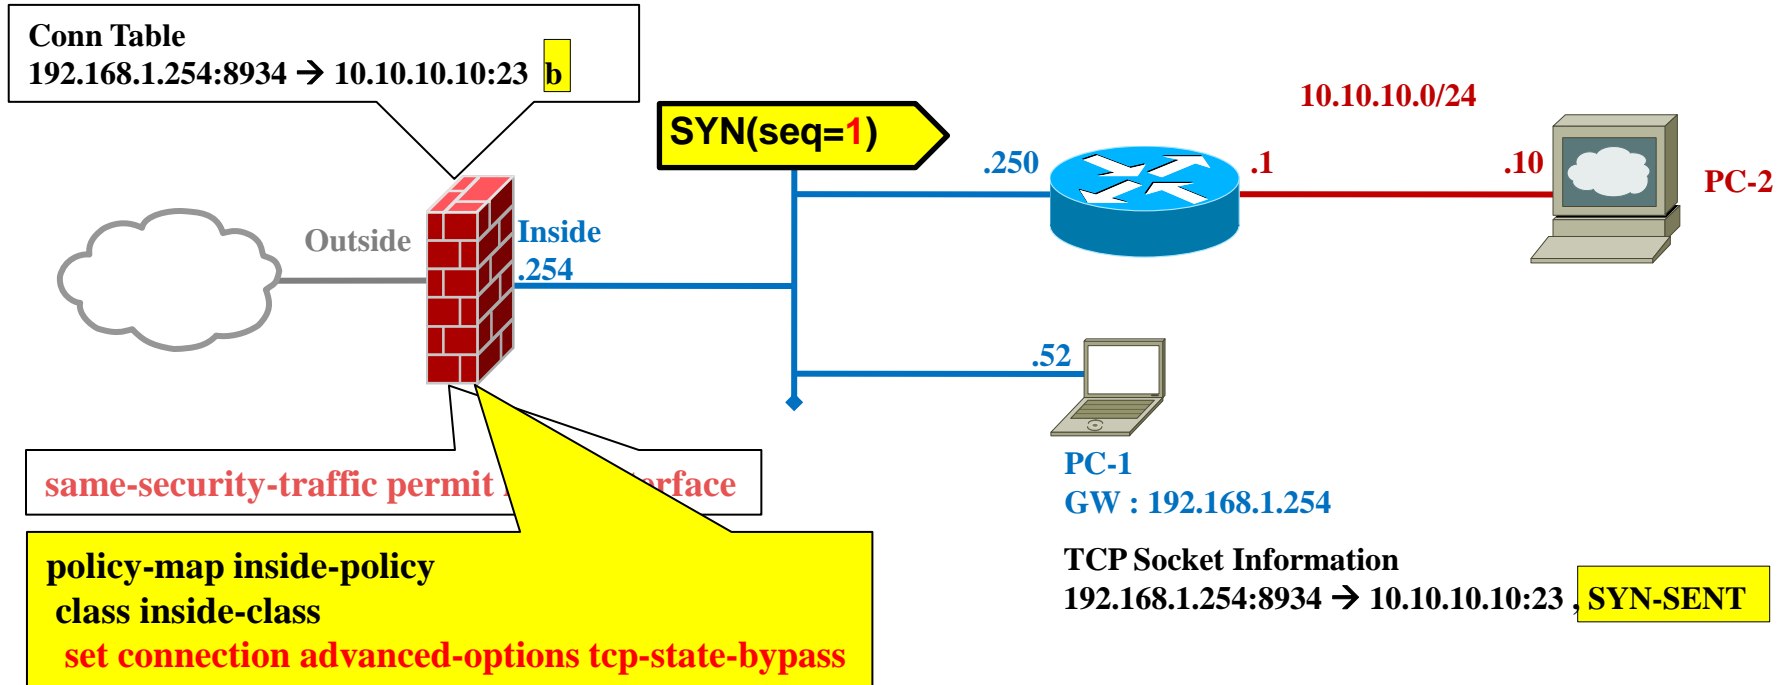 Conn Table
192.168.1.254:8934 → 10.10.10.10:23 b
SYN(seq=1)
10.10.10.0/24
.250
.1
.10
PC-2
Outside
Inside
.254
.52
same-security-traffic permit erface
PC-1
GW : 192.168.1.254
policy-map inside-policy
class inside-class
set connection advanced-options tcp-state-bypass
TCP Socket Information
192.168.1.254:8934 → 10.10.10.10:23 , SYN-SENT